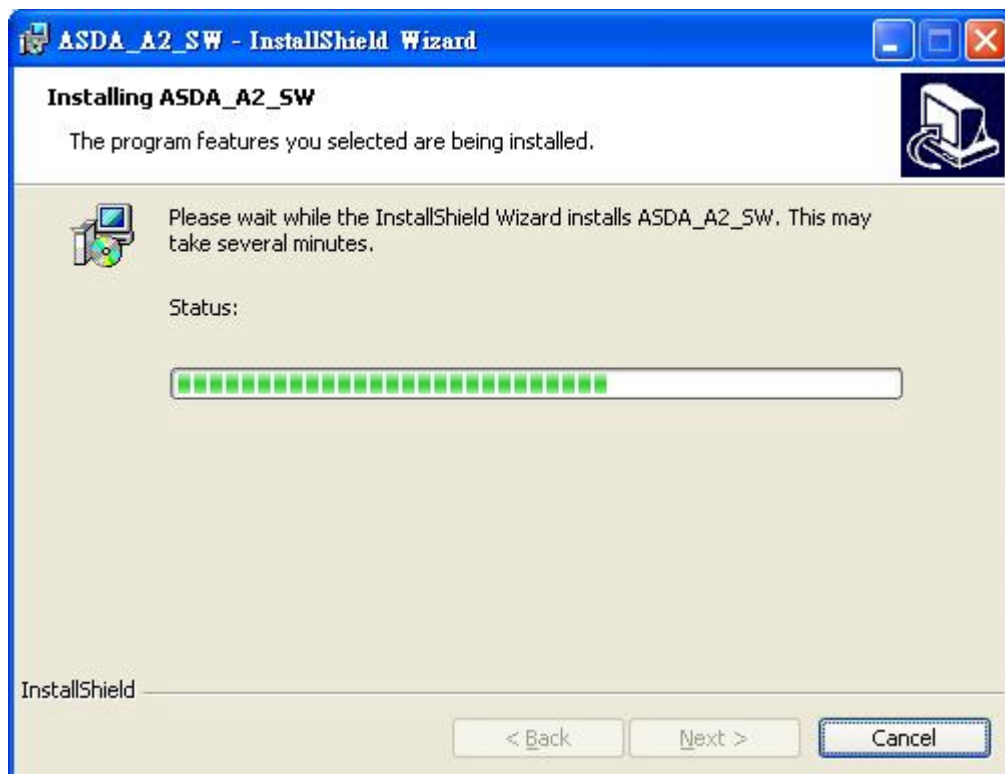 ASDA_A2_SW - InstallShield Wizard
Installing ASDA_A2_SW
The program features you selected are being installed.
Please wait while the InstallShield Wizard installs ASDA_A2_SW. This may
take several minutes.
Status:
InstallShield
< Back Next > Cancel